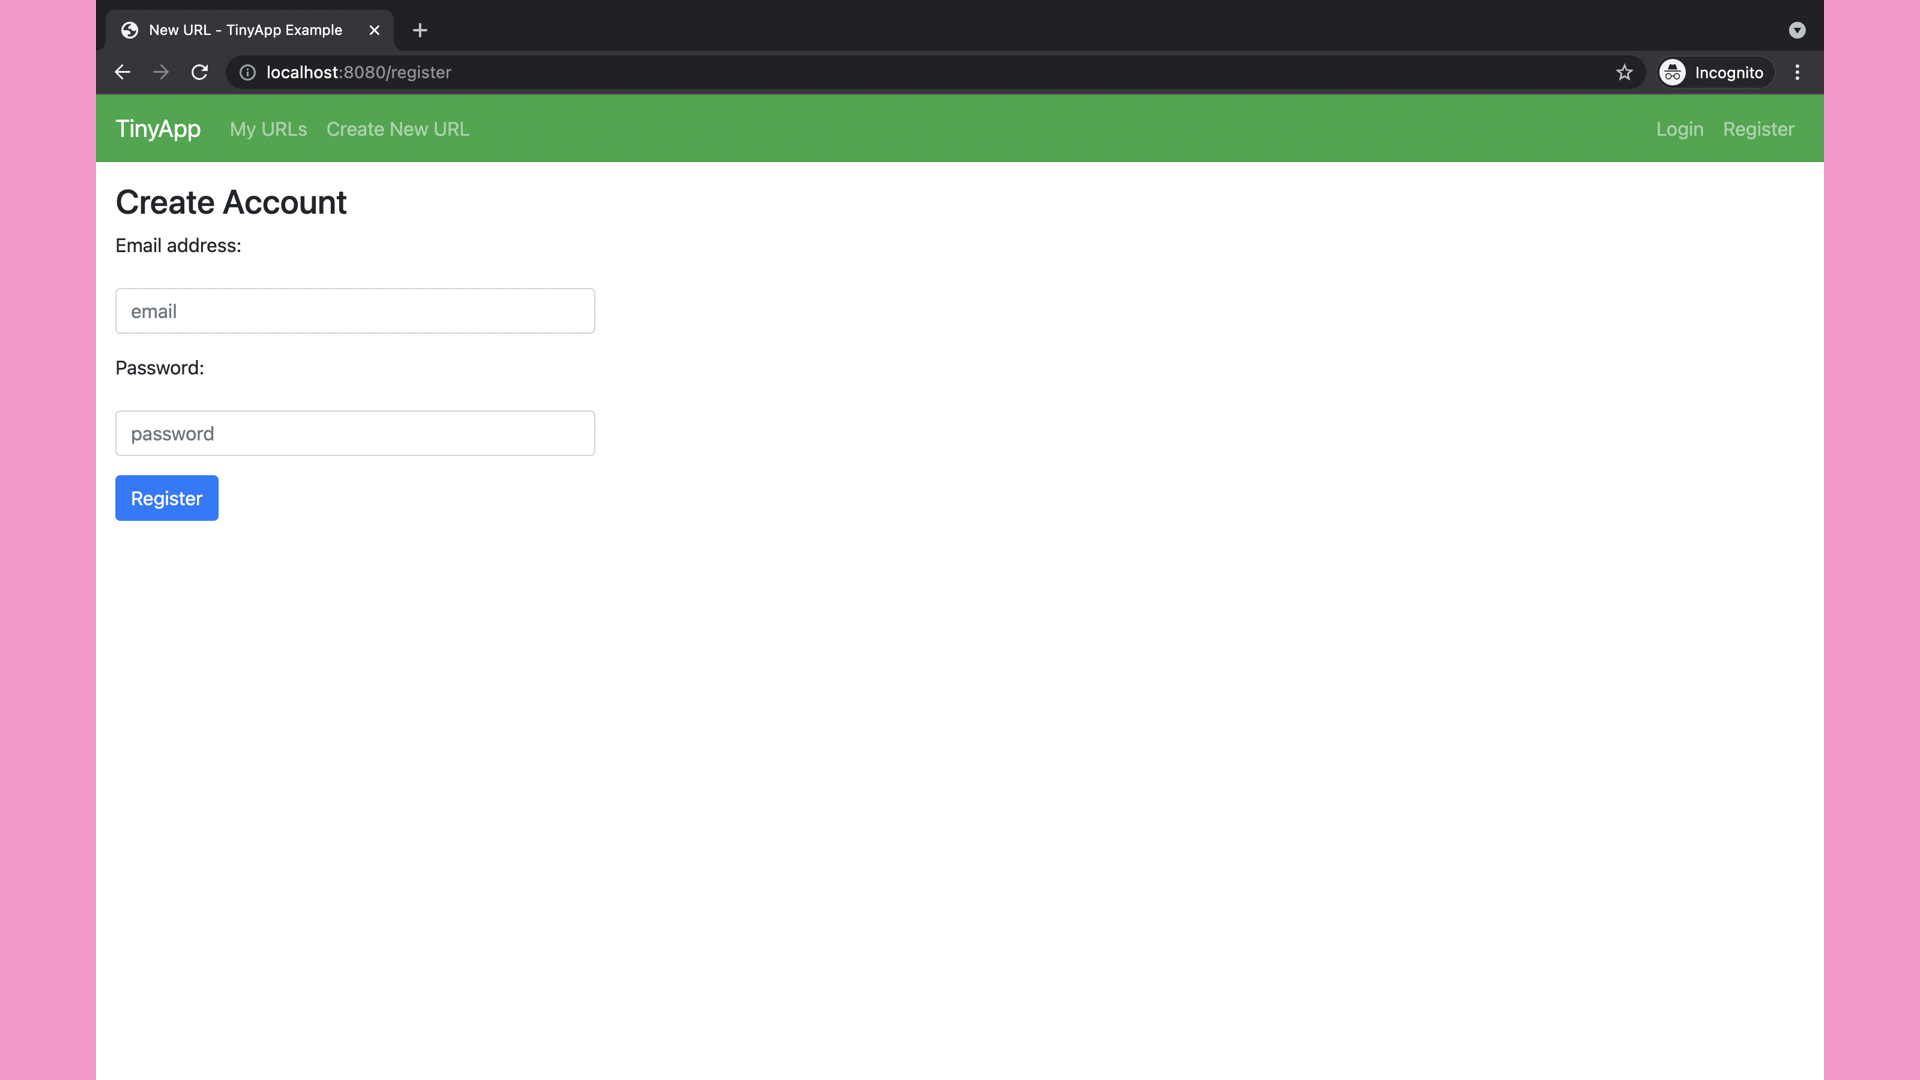 New URL - TinyApp Example
localhost:8080/register
Incognito
TinyApp My URLs Create New URL Login Register
Create Account
Email address:
email
Password:
password
Register